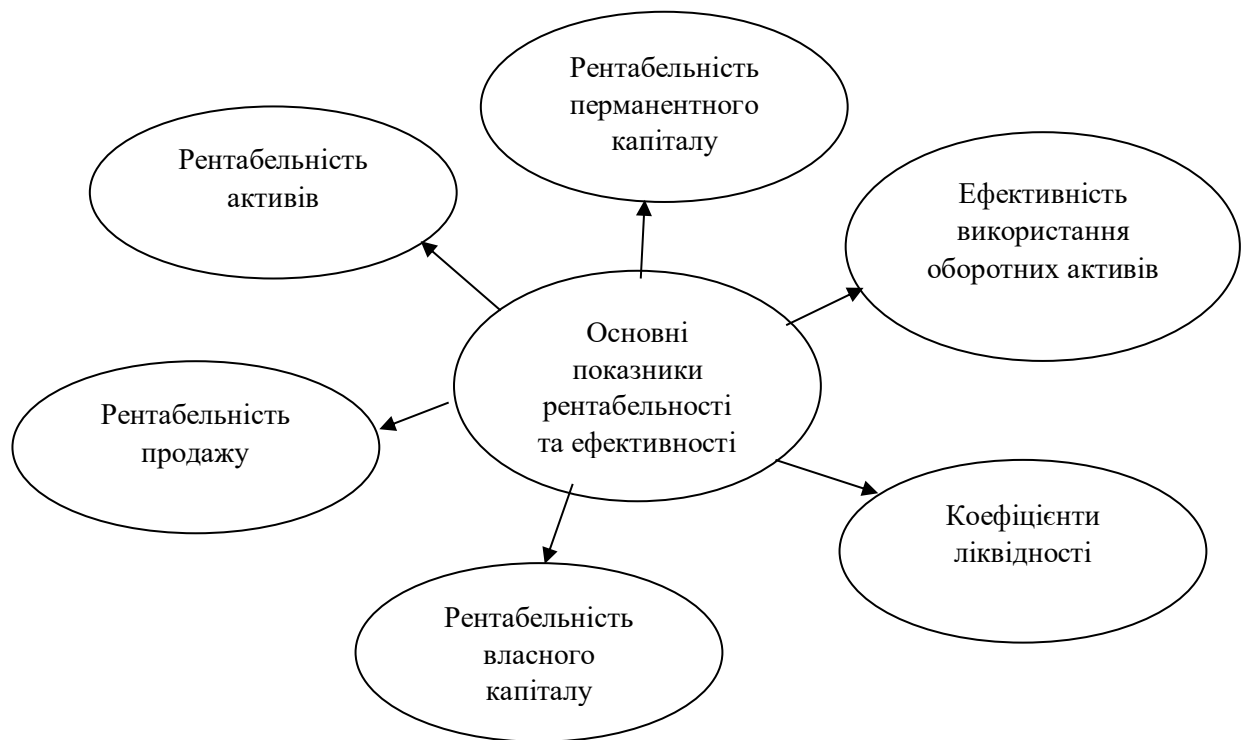 Рентабельність
перманентного
капіталу
Рентабельність
активів
Ефективність
використання
оборотних активів
Основні
показники
рентабельності
та ефективності
Рентабельність
продажу
Коефіцієнти
ліквідності
Рентабельність
власного
капіталу